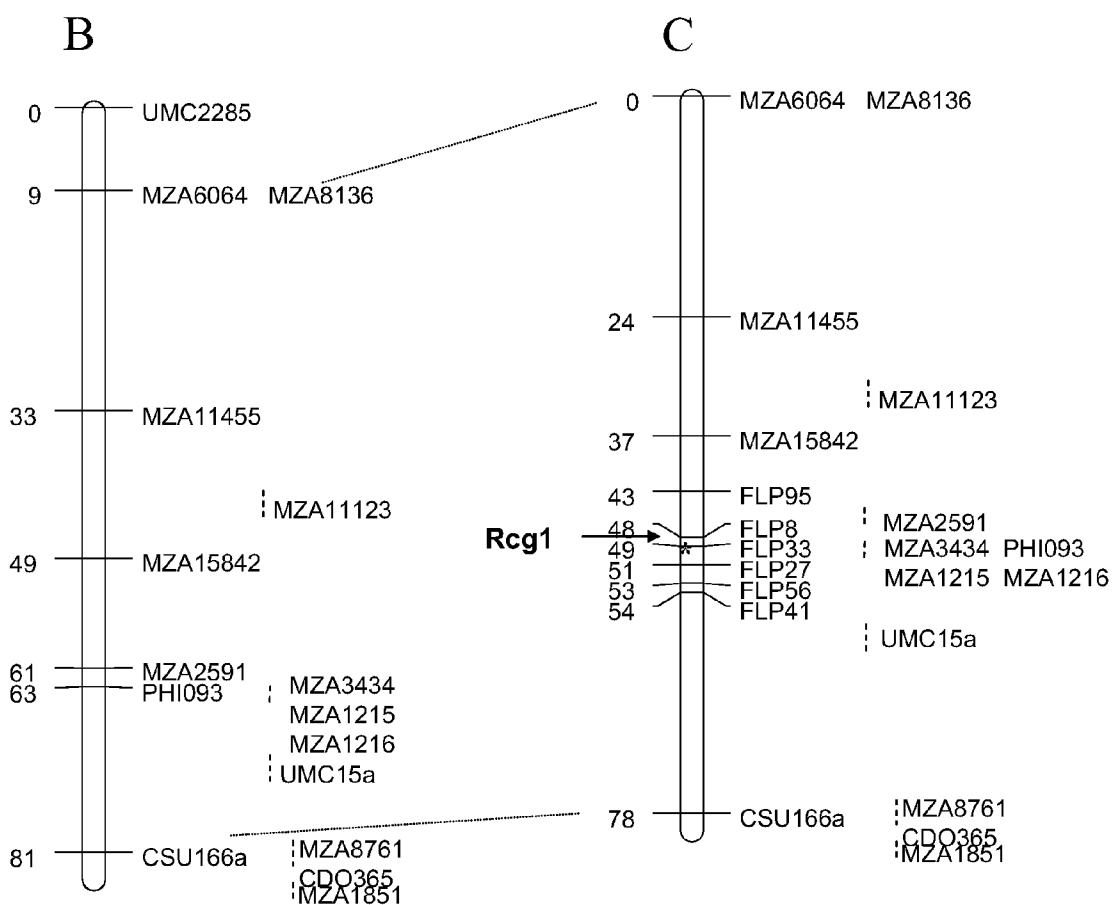 B
0 UMC2285
9 MZA6064 MZA8136
33 MZA11455
MZA11123
49 MZA15842
61 MZA2591
63 PHI093
MZA3434
MZA1215
MZA1216
UMC15a
81 CSU166a
MZA8761
CDO365
MZA1851
C
0 MZA6064 MZA8136
24 MZA11455
MZA11123
37 MZA15842
43 FLP95
Rcg1
48 FLP8
49 * FLP33
51 FLP27
53 FLP56
54 FLP41
MZA2591
MZA3434 PHI093
MZA1215 MZA1216
UMC15a
78 CSU166a
MZA8761
CDO365
MZA1851